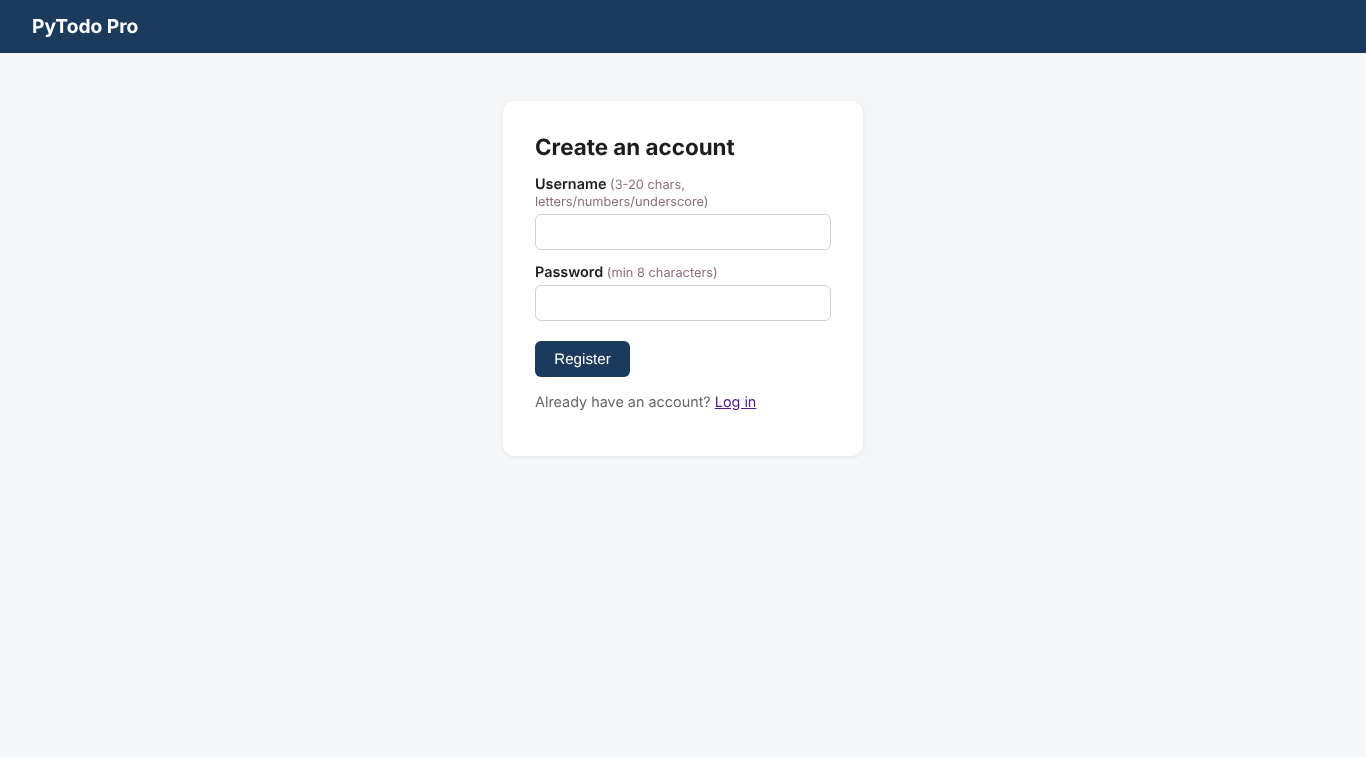 PyTodo Pro
Create an account
Username (3-20 chars,
letters/numbers/underscore)
Password (min 8 characters)
Register
Already have an account? Log in